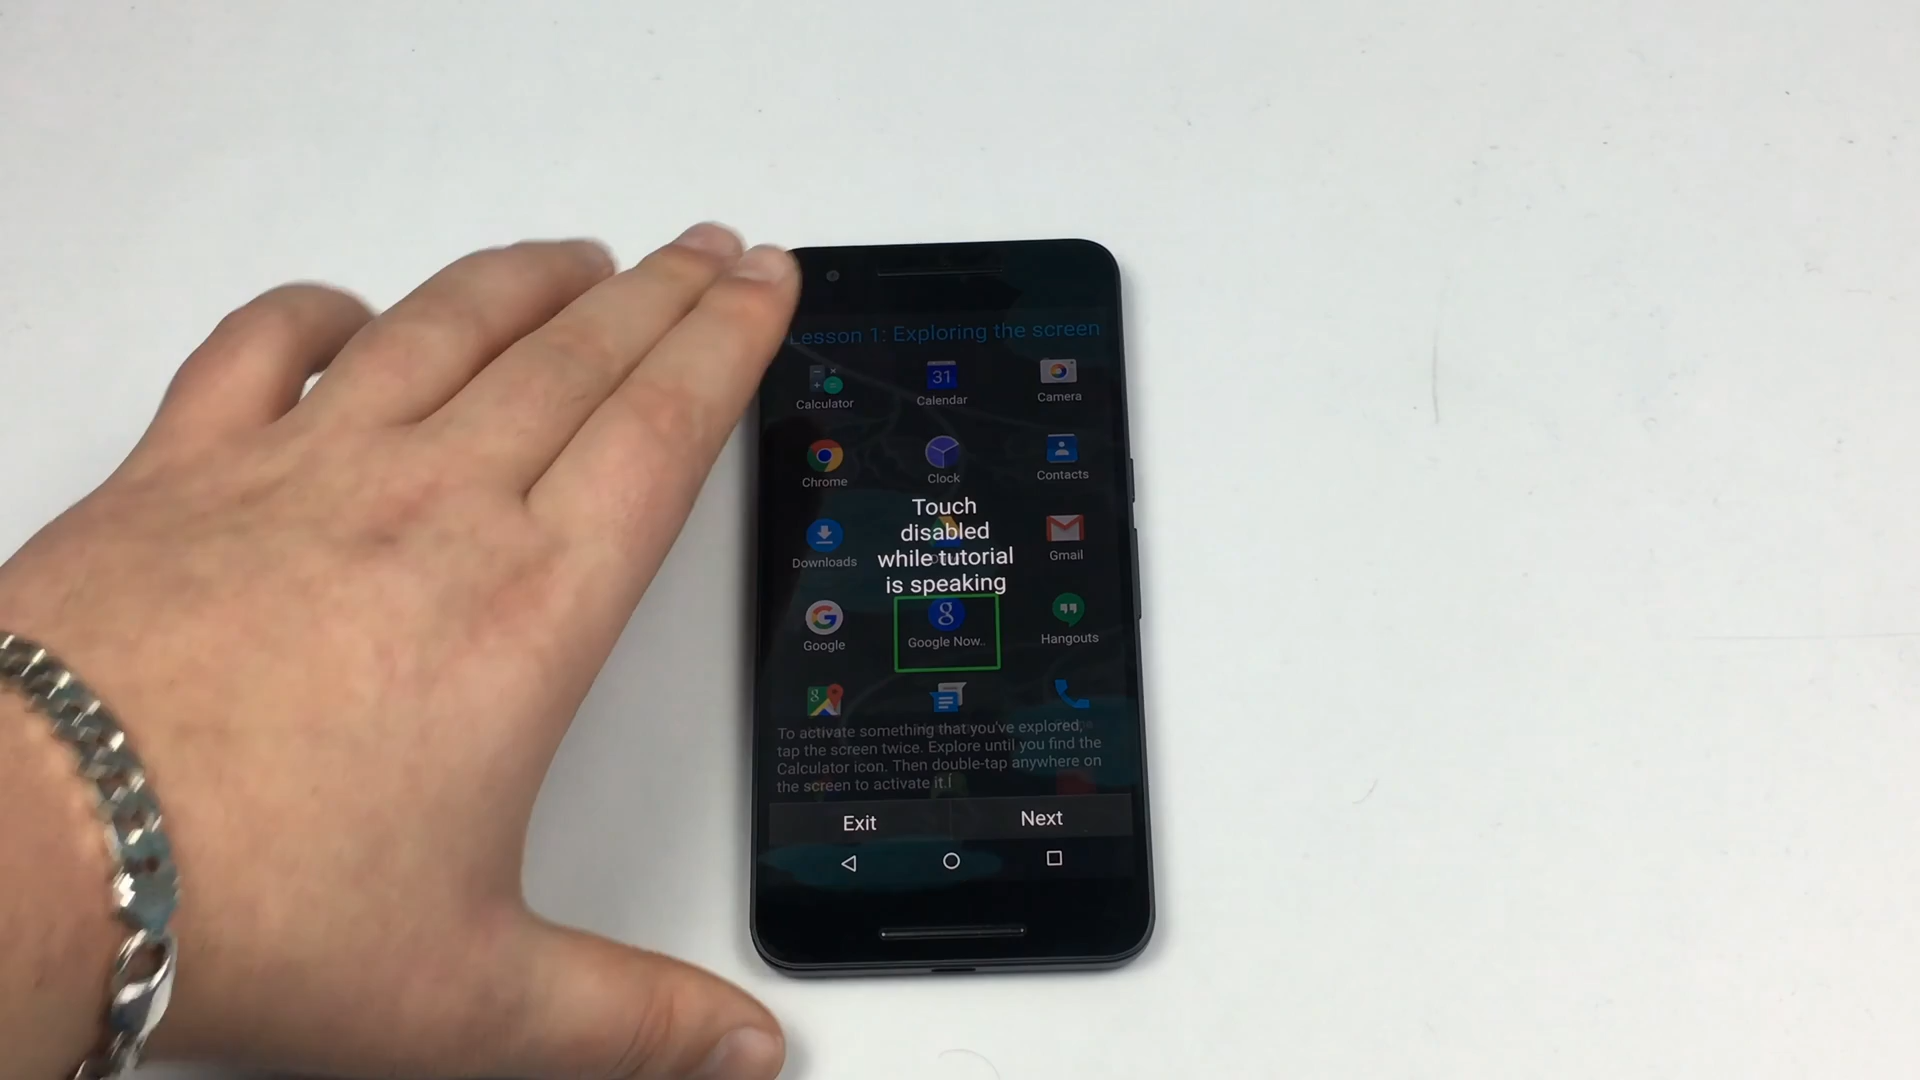 Lesson 1: Exploring the screen
31
Calculator
Calendar
Camera
Chrome
Clock
Contacts
Touch
disabled
while tutorial
is speaking
Downloads
Gmail
Google
Google Now..
Hangouts
To activate something that you've explored,
tap the screen twice. Explore until you find the
Calculator icon. Then double-tap anywhere on
the screen to activate it.
Exit
Next